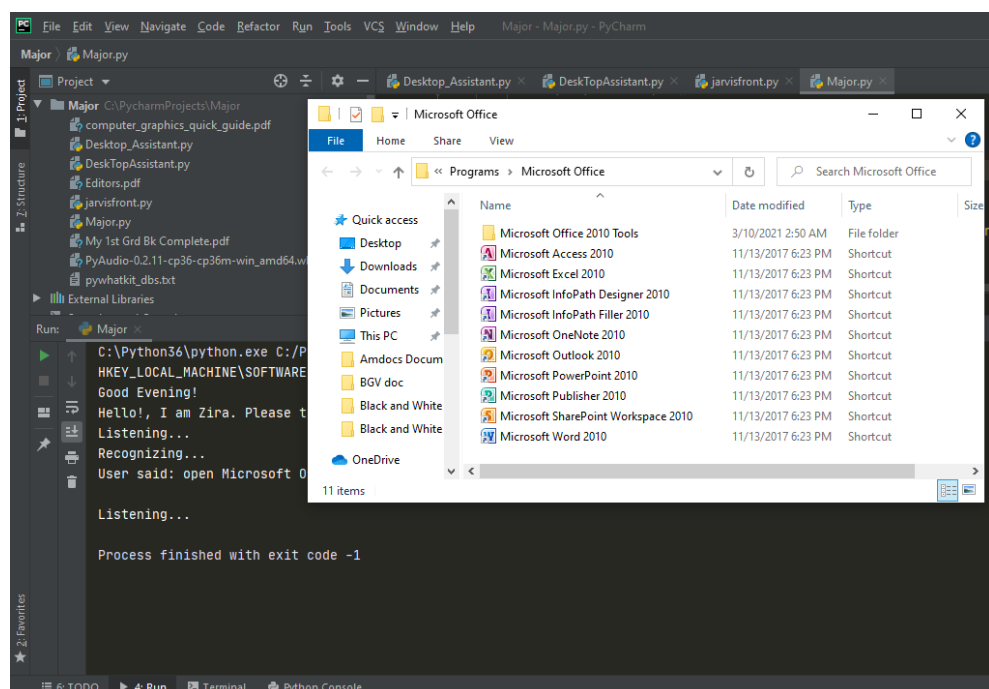 PC File Edit View Navigate Code Refactor Run Tools VCS Window Help Major - Major.py - PyCharm
Major Major.py
1: Project
Project
Desktop_Assistant.py
DeskTopAssistant.py
jarvisfront.py
Major.py
Major C:\PycharmProjects\Major
computer_graphics_quick_guide.pdf
Desktop_Assistant.py
DeskTopAssistant.py
Editors.pdf
jarvisfront.py
Major.py
My 1st Grd Bk Complete.pdf
PyAudio-0.2.11-cp36-cp36m-win_amd64.wh
pywhatkit_dbs.txt
External Libraries
Z: Structure
Microsoft Office
File Home Share View
« Programs > Microsoft Office
Search Microsoft Office
Quick access
Desktop
Downloads
Documents
Pictures
This PC
Amdocs Docum
BGV doc
Black and White
Black and White
OneDrive
Name Date modified Type Size
Microsoft Office 2010 Tools 3/10/2021 2:50 AM File folder
Microsoft Access 2010 11/13/2017 6:23 PM Shortcut
Microsoft Excel 2010 11/13/2017 6:23 PM Shortcut
Microsoft InfoPath Designer 2010 11/13/2017 6:23 PM Shortcut
Microsoft InfoPath Filler 2010 11/13/2017 6:23 PM Shortcut
Microsoft OneNote 2010 11/13/2017 6:23 PM Shortcut
Microsoft Outlook 2010 11/13/2017 6:23 PM Shortcut
Microsoft PowerPoint 2010 11/13/2017 6:23 PM Shortcut
Microsoft Publisher 2010 11/13/2017 6:23 PM Shortcut
Microsoft SharePoint Workspace 2010 11/13/2017 6:23 PM Shortcut
Microsoft Word 2010 11/13/2017 6:23 PM Shortcut
11 items
Run: Major
C:\Python36\python.exe C:/P
HKEY_LOCAL_MACHINE\SOFTWARE
Good Evening!
Hello!, I am Zira. Please t
Listening...
Recognizing...
User said: open Microsoft O
Listening...
Process finished with exit code -1
2: Favorites
6: TODO 4: Run Terminal Python Console